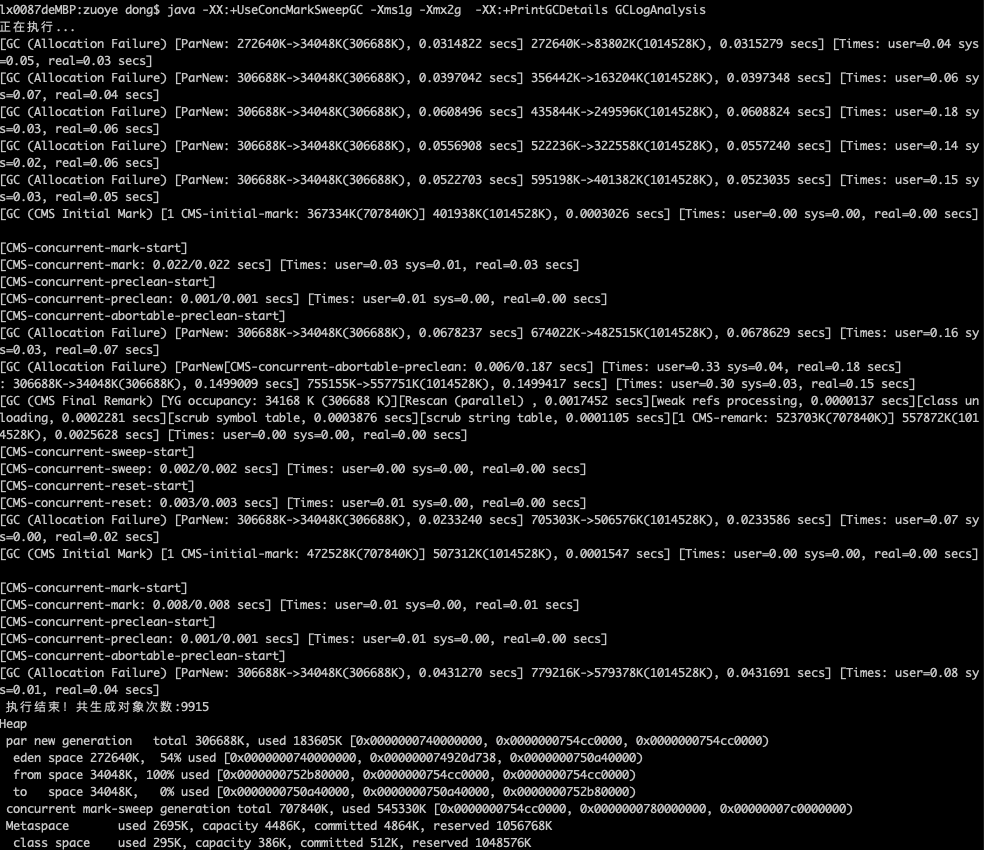 lx0087deMBP:zuoye dong$ java -XX:+UseConcMarkSweepGC -Xms1g -Xmx2g  -XX:+PrintGCDetails GCLogAnalysis
正在执行...
[GC (Allocation Failure) [ParNew: 272640K->34048K(306688K), 0.0314822 secs] 272640K->83802K(1014528K), 0.0315279 secs] [Times: user=0.04 sy
s=0.05, real=0.03 secs]
[GC (Allocation Failure) [ParNew: 306688K->34048K(306688K), 0.0397042 secs] 356442K->163204K(1014528K), 0.0397348 secs] [Times: user=0.06 sy
s=0.07, real=0.04 secs]
[GC (Allocation Failure) [ParNew: 306688K->34048K(306688K), 0.0608496 secs] 435844K->249596K(1014528K), 0.0608824 secs] [Times: user=0.18 sy
s=0.03, real=0.06 secs]
[GC (Allocation Failure) [ParNew: 306688K->34048K(306688K), 0.0556908 secs] 522236K->322558K(1014528K), 0.0557240 secs] [Times: user=0.14 sy
s=0.02, real=0.06 secs]
[GC (Allocation Failure) [ParNew: 306688K->34048K(306688K), 0.0522703 secs] 595198K->401382K(1014528K), 0.0523035 secs] [Times: user=0.15 sy
s=0.03, real=0.05 secs]
[GC (CMS Initial Mark) [1 CMS-initial-mark: 367334K(707840K)] 401938K(1014528K), 0.0003026 secs] [Times: user=0.00 sys=0.00, real=0.00 secs]
[CMS-concurrent-mark-start]
[CMS-concurrent-mark: 0.022/0.022 secs] [Times: user=0.03 sys=0.01, real=0.03 secs]
[CMS-concurrent-preclean-start]
[CMS-concurrent-preclean: 0.001/0.001 secs] [Times: user=0.01 sys=0.00, real=0.00 secs]
[CMS-concurrent-abortable-preclean-start]
[GC (Allocation Failure) [ParNew: 306688K->34048K(306688K), 0.0678237 secs] 674022K->482515K(1014528K), 0.0678629 secs] [Times: user=0.16 sy
s=0.03, real=0.07 secs]
[GC (Allocation Failure) [ParNew[CMS-concurrent-abortable-preclean: 0.006/0.187 secs] [Times: user=0.33 sys=0.04, real=0.18 secs]
: 306688K->34048K(306688K), 0.1499009 secs] 755155K->557751K(1014528K), 0.1499417 secs] [Times: user=0.30 sys=0.03, real=0.15 secs]
[GC (CMS Final Remark) [YG occupancy: 34168 K (306688 K)][Rescan (parallel) , 0.0017452 secs][weak refs processing, 0.0000137 secs][class un
loading, 0.0002281 secs][scrub symbol table, 0.0003876 secs][scrub string table, 0.0001105 secs][1 CMS-remark: 523703K(707840K)] 557872K(101
4528K), 0.0025628 secs] [Times: user=0.00 sys=0.00, real=0.00 secs]
[CMS-concurrent-sweep-start]
[CMS-concurrent-sweep: 0.002/0.002 secs] [Times: user=0.00 sys=0.00, real=0.00 secs]
[CMS-concurrent-reset-start]
[CMS-concurrent-reset: 0.003/0.003 secs] [Times: user=0.01 sys=0.00, real=0.00 secs]
[GC (Allocation Failure) [ParNew: 306688K->34048K(306688K), 0.0233240 secs] 705303K->506576K(1014528K), 0.0233586 secs] [Times: user=0.07 sy
s=0.00, real=0.02 secs]
[GC (CMS Initial Mark) [1 CMS-initial-mark: 472528K(707840K)] 507312K(1014528K), 0.0001547 secs] [Times: user=0.00 sys=0.00, real=0.00 secs]
[CMS-concurrent-mark-start]
[CMS-concurrent-mark: 0.008/0.008 secs] [Times: user=0.01 sys=0.00, real=0.01 secs]
[CMS-concurrent-preclean-start]
[CMS-concurrent-preclean: 0.001/0.001 secs] [Times: user=0.01 sys=0.00, real=0.00 secs]
[CMS-concurrent-abortable-preclean-start]
[GC (Allocation Failure) [ParNew: 306688K->34048K(306688K), 0.0431270 secs] 779216K->579378K(1014528K), 0.0431691 secs] [Times: user=0.08 sy
s=0.01, real=0.04 secs]
执行结束! 共生成对象次数:9915
Heap
par new generation   total 306688K, used 183605K [0x0000000740000000, 0x0000000754cc0000, 0x0000000754cc0000)
eden space 272640K,  54% used [0x0000000740000000, 0x000000074920d738, 0x0000000750a40000)
from space 34048K, 100% used [0x0000000752b80000, 0x0000000754cc0000, 0x0000000754cc0000)
to   space 34048K,   0% used [0x0000000750a40000, 0x0000000750a40000, 0x0000000752b80000)
concurrent mark-sweep generation total 707840K, used 545330K [0x0000000754cc0000, 0x0000000780000000, 0x00000007c0000000)
Metaspace       used 2695K, capacity 4486K, committed 4864K, reserved 1056768K
class space    used 295K, capacity 386K, committed 512K, reserved 1048576K